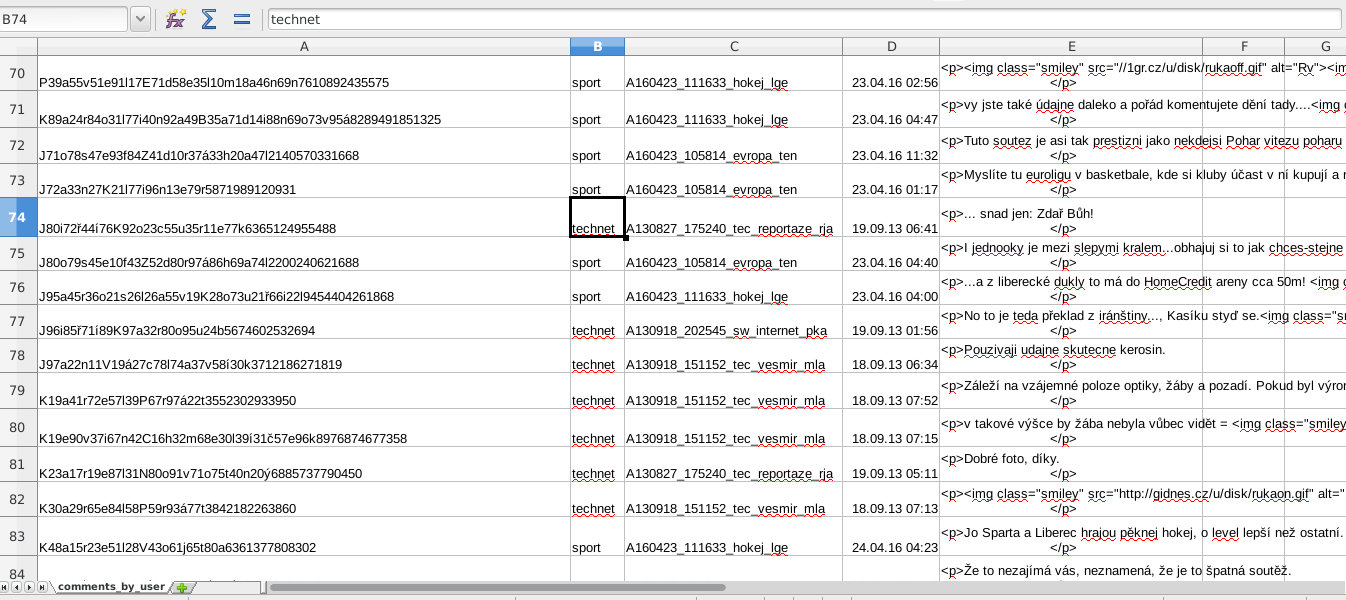 B74 technet
A B C D E F G
70 P39a55v51e91l17E71d58e35l10m18a46n69n7610892435575 sport A160423_111633_hokej_lge 23.04.16 02:56 <p><img class="smiley" src="//1gr.cz/u/disk/rukaoff.gif" alt="Rv"><im
</p>
71 K89a24r84o31l77i40n92a49B35a71d14i88n69o73v95á8289491851325 sport A160423_111633_hokej_lge 23.04.16 04:47 <p>vy jste také údajne daleko a pořád komentujete dění tady....<img c
</p>
72 J71o78s47e93f84Z41d10r37á33h20a47l2140570331668 sport A160423_105814_evropa_ten 23.04.16 11:32 <p>Tuto soutez je asi tak prestizni jako nekdejsi Pohar vitezu poharu
</p>
73 J72a33n27K21l77i96n13e79r5871989120931 sport A160423_105814_evropa_ten 23.04.16 01:17 <p>Myslíte tu euroligu v basketbale, kde si kluby účast v ní kupují a
</p>
74 J80i72ř44í76K92o23c55u35r11e77k6365124955488 technet A130827_175240_tec_reportaze_rja 19.09.13 06:41 <p>... snad jen: Zdař Bůh!
</p>
75 J80o79s45e10f43Z52d80r97á86h69a74l2200240621688 sport A160423_105814_evropa_ten 23.04.16 04:40 <p>I jednooky je mezi slepymi kralem...obhajuj si to jak chces-stejne
</p>
76 J95a45r36o21s26l26a55v19K28o73u21ř66i22l9454404261868 sport A160423_111633_hokej_lge 23.04.16 04:00 <p>...a z liberecké dukly to má do HomeCredit areny cca 50m! <img c
</p>
77 J96i85ř71í89K97a32r80o95u24b5674602532694 technet A130918_202545_sw_internet_pka 19.09.13 01:56 <p>No to je teda překlad z iránštiny..., Kasíku styď se.<img class="sm
</p>
78 J97a22n11V19á27c78l74a37v58í30k3712186271819 technet A130918_151152_tec_vesmir_mla 18.09.13 06:34 <p>Pouzivaji udajne skutecne kerosin.
</p>
79 K19a41r72e57l39P67r97á22t3552302933950 technet A130918_151152_tec_vesmir_mla 18.09.13 07:52 <p>Záleží na vzájemné poloze optiky, žáby a pozadí. Pokud byl výron
</p>
80 K19e90v37i67n42C16h32m68e30l39í31č57e96k8976874677358 technet A130918_151152_tec_vesmir_mla 18.09.13 07:15 <p>v takové výšce by žába nebyla vůbec vidět = <img class="smiley
</p>
81 K23a17r19e87l31N80o91v71o75t40n20ý6885737790450 technet A130827_175240_tec_reportaze_rja 19.09.13 05:11 <p>Dobré foto, díky.
</p>
82 K30a29r65e84l58P59r93á77t3842182263860 technet A130918_151152_tec_vesmir_mla 18.09.13 07:13 <p><img class="smiley" src="http://gidnes.cz/u/disk/rukaon.gif" alt="
</p>
83 K48a15r23e51l28V43o61j65t80a6361377808302 sport A160423_111633_hokej_lge 24.04.16 04:23 <p>Jo Sparta a Liberec hrajou pěknej hokej, o level lepší než ostatní.
</p>
84 <p>Že to nezajímá vás, neznamená, že je to špatná soutěž.
comments_by_user